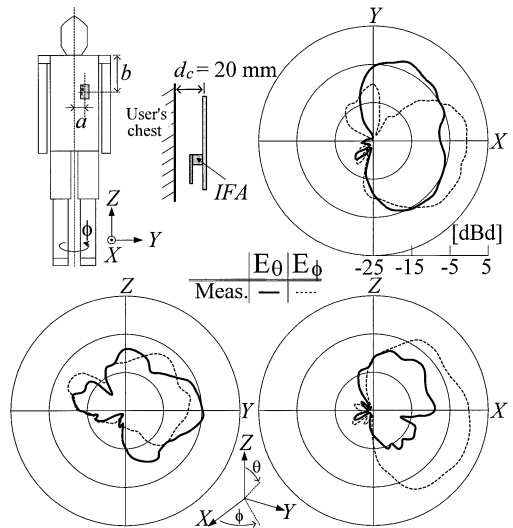 Y
b
d_c = 20 mm
User's
chest
a
X
IFA
Z
ϕ
X
Y
[dBd]
-25 -15 -5 5
E_θ E_ϕ
Meas.
Z
Z
Y
X
Z
θ
X
ϕ
Y